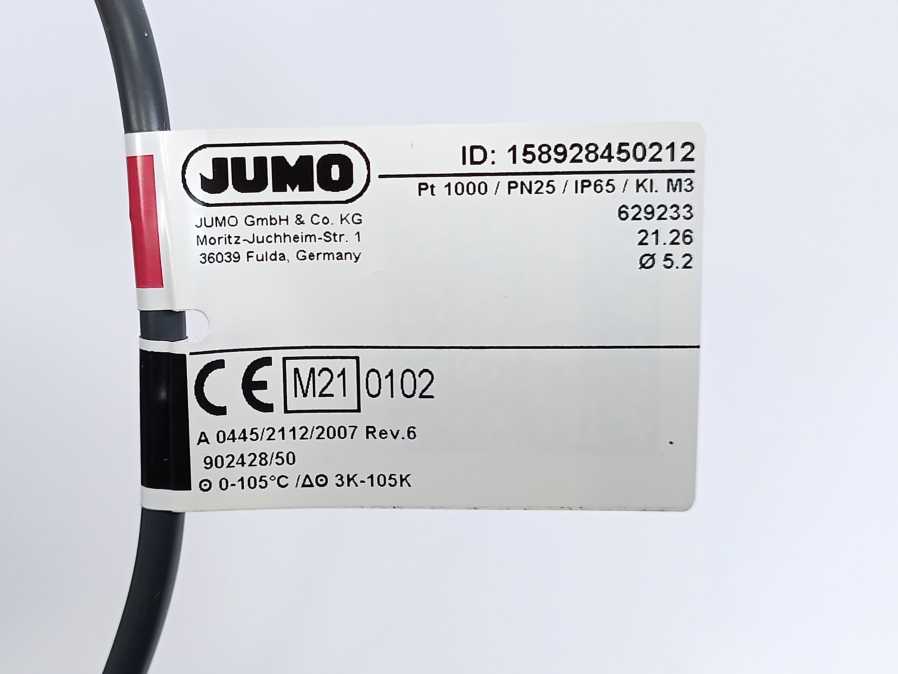 JUMO
JUMO GmbH & Co. KG
Moritz-Juchheim-Str. 1
36039 Fulda, Germany
ID: 158928450212
Pt 1000 / PN25 / IP65 / Kl. M3
629233
21.26
Ø 5.2
CE M21 0102
A 0445/2112/2007 Rev.6
902428/50
Θ 0-105°C /ΔΘ 3K-105K